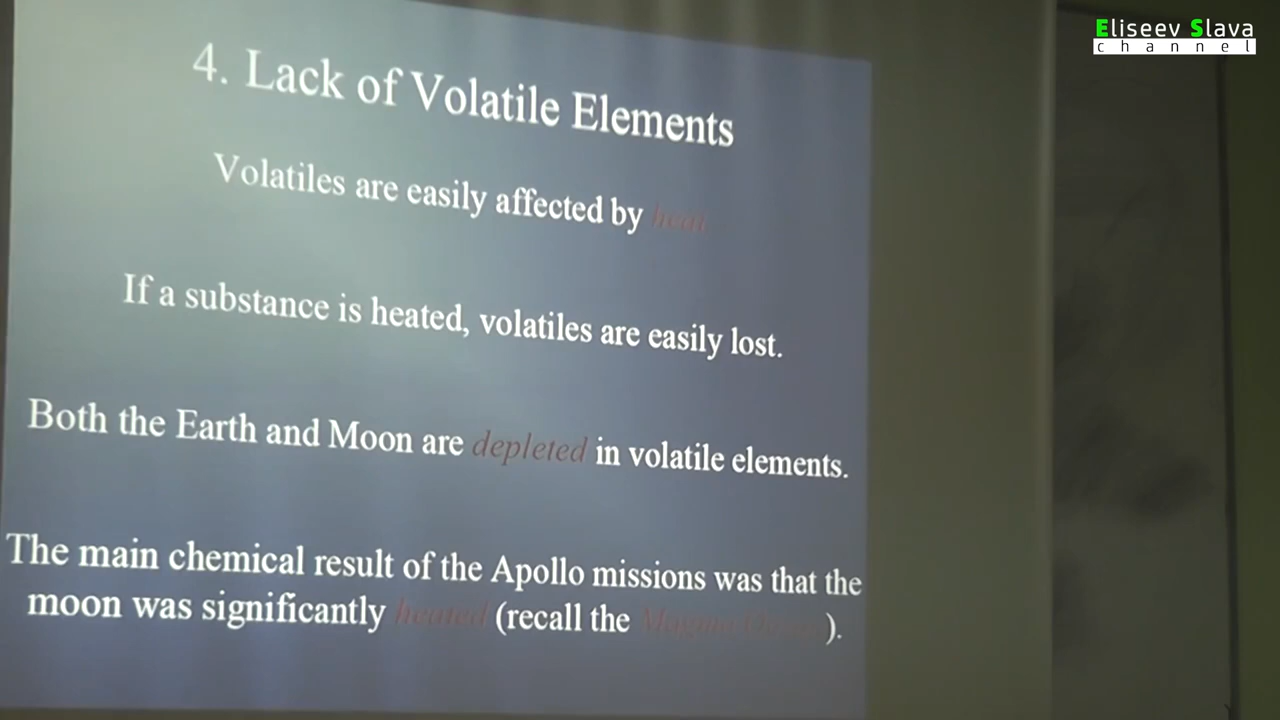 Eliseev Slava
channel
4. Lack of Volatile Elements
Volatiles are easily affected by heat
If a substance is heated, volatiles are easily lost.
Both the Earth and Moon are depleted in volatile elements.
The main chemical result of the Apollo missions was that the
moon was significantly heated (recall the Magma Ocean).